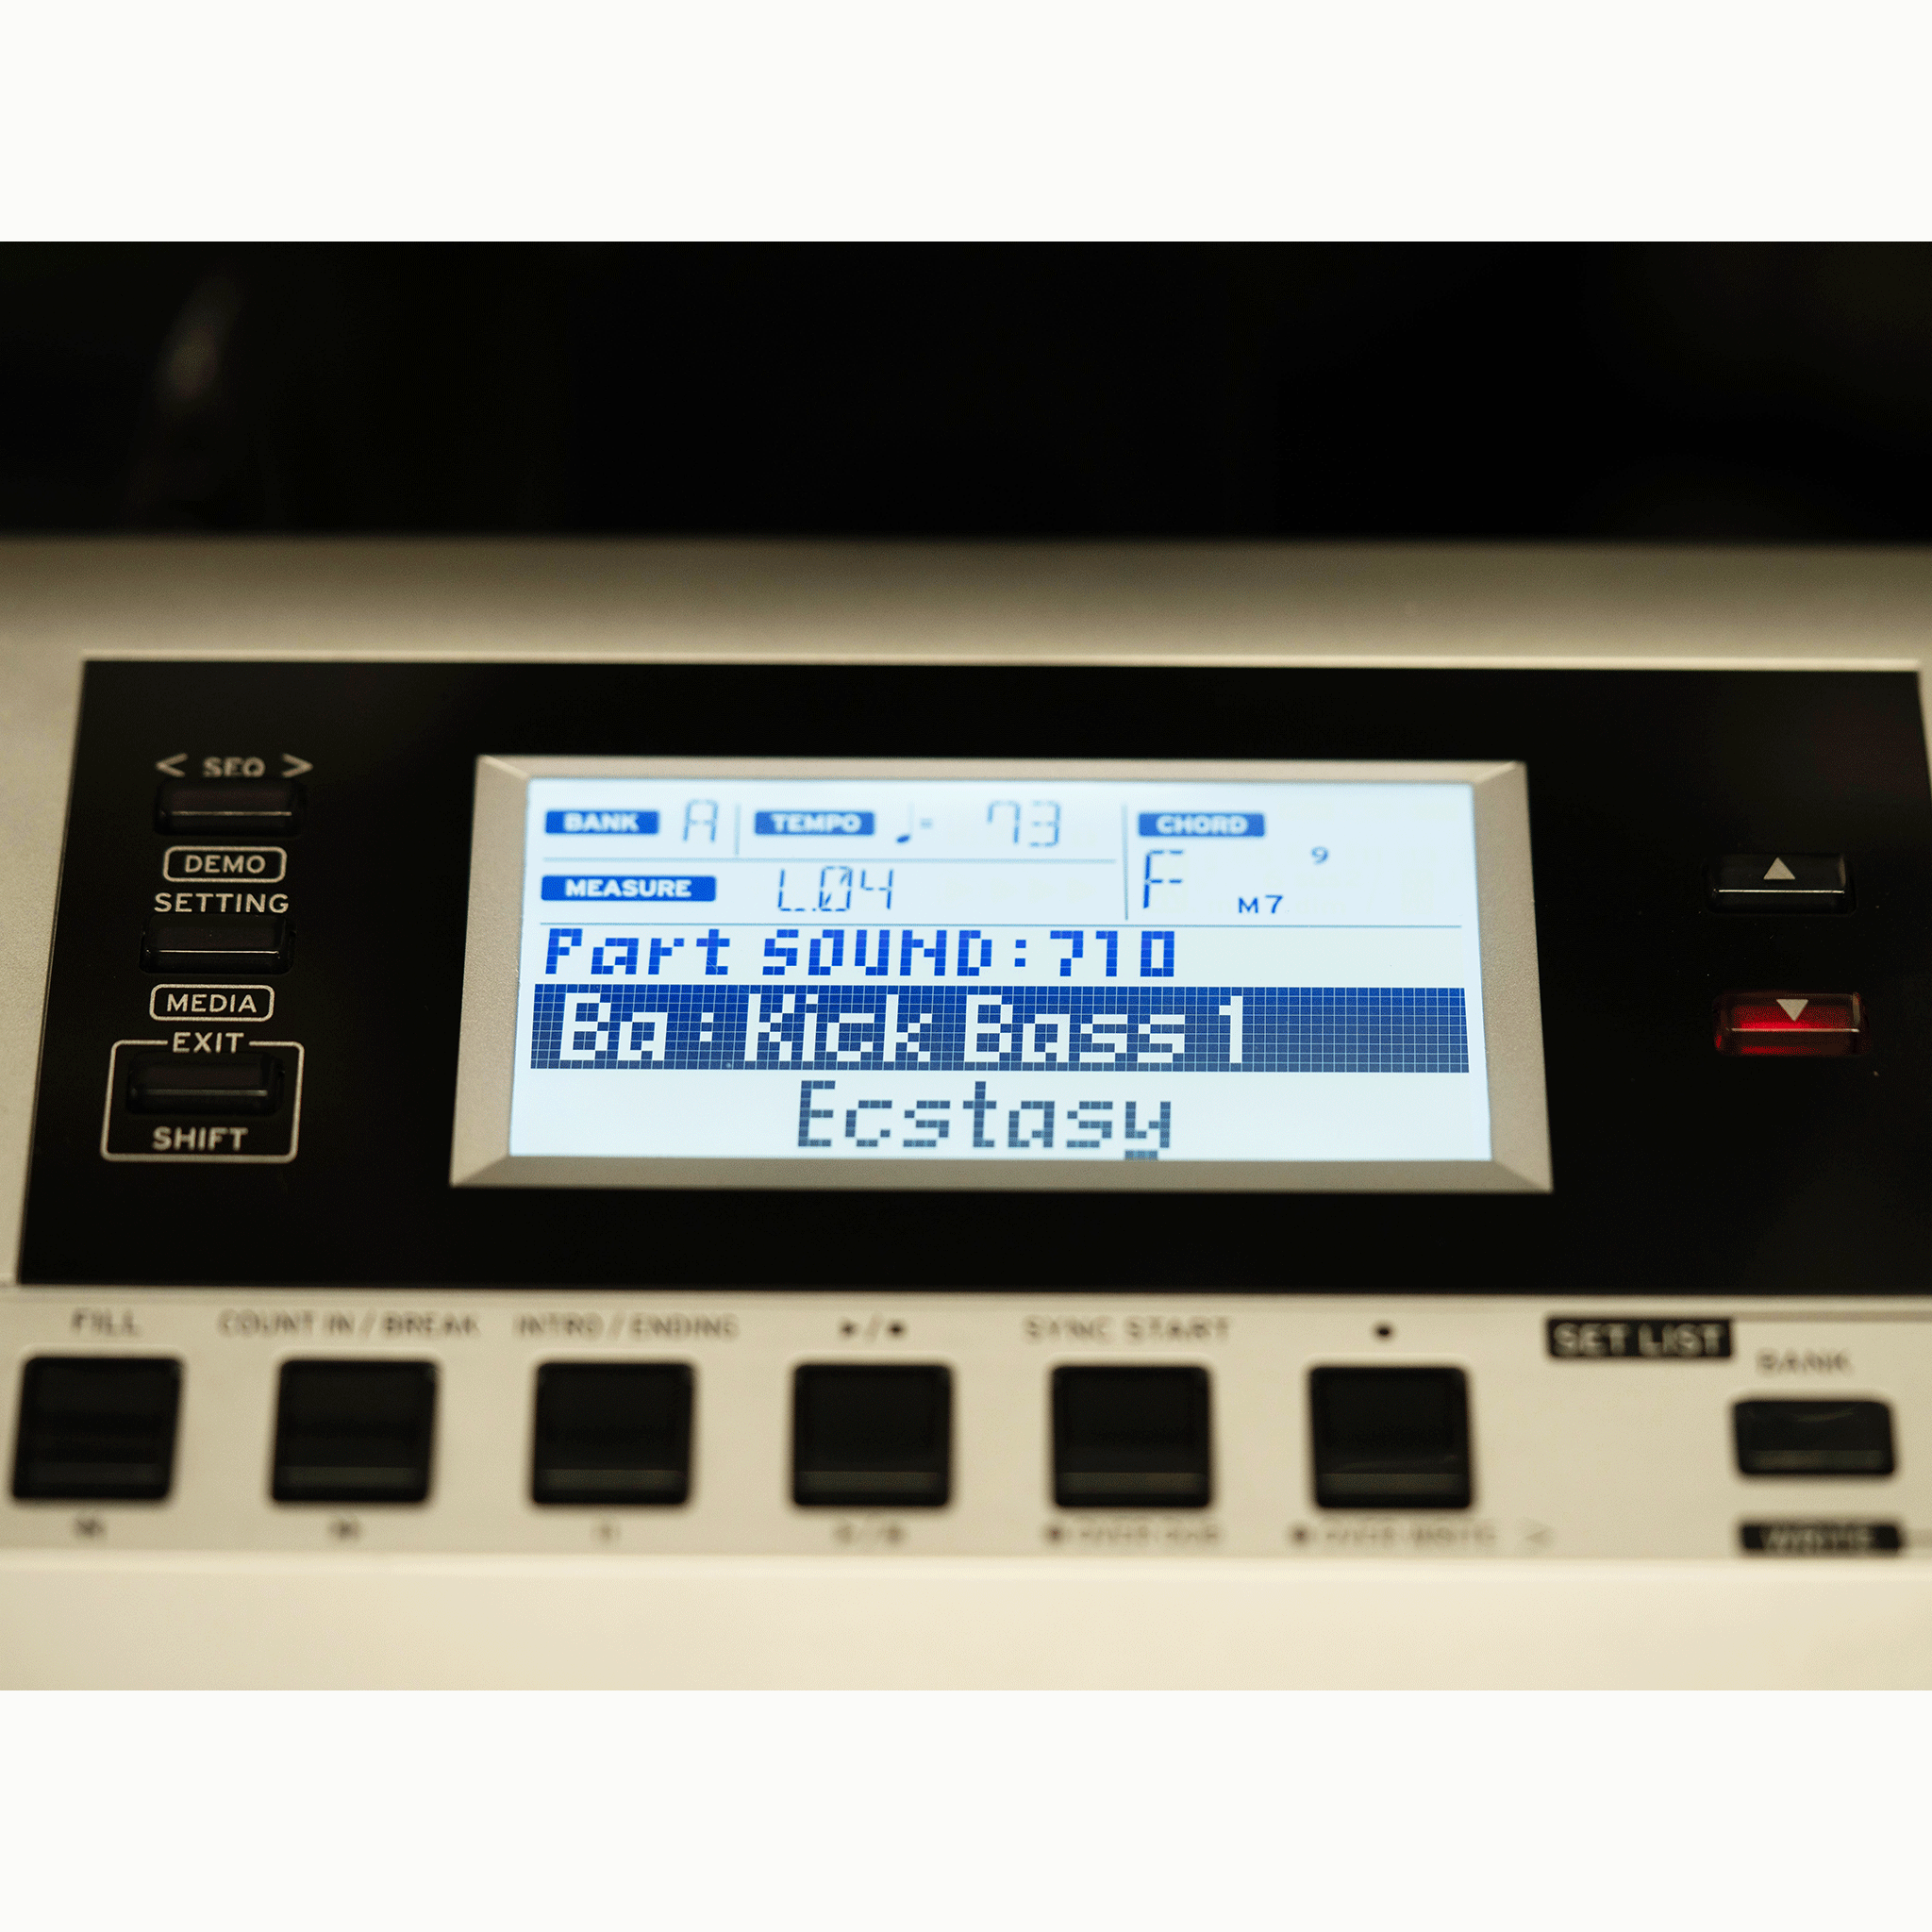 < SEQ >
DEMO
SETTING
MEDIA
EXIT
SHIFT
BANK A TEMPO ♩= 73 CHORD
F M7 9
MEASURE L04
Part SOUND:710
Ba:Kick Bass 1
Ecstasy
▲
▼
FILL COUNT IN / BREAK INTRO / ENDING ►/■ SYNC START ● SET LIST
BANK
WRITE